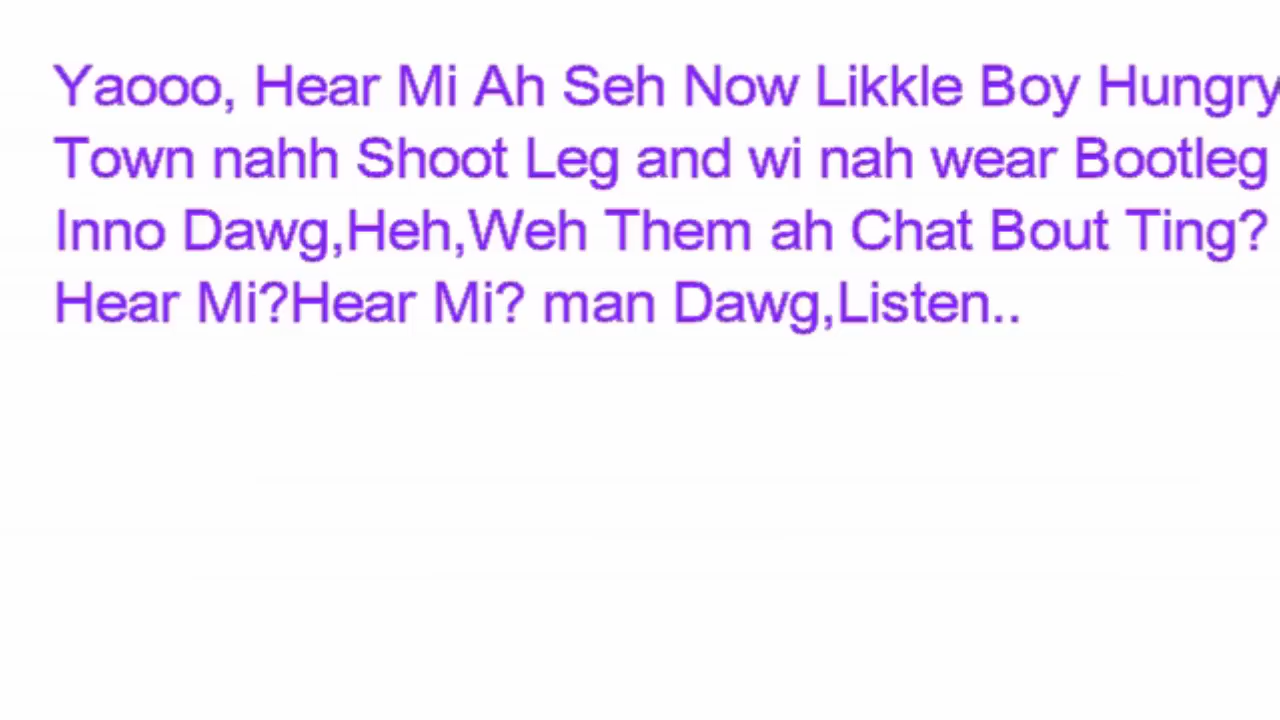 Yaooo, Hear Mi Ah Seh Now Likkle Boy Hungry
Town nahh Shoot Leg and wi nah wear Bootleg
Inno Dawg,Heh,Weh Them ah Chat Bout Ting?
Hear Mi?Hear Mi? man Dawg,Listen..